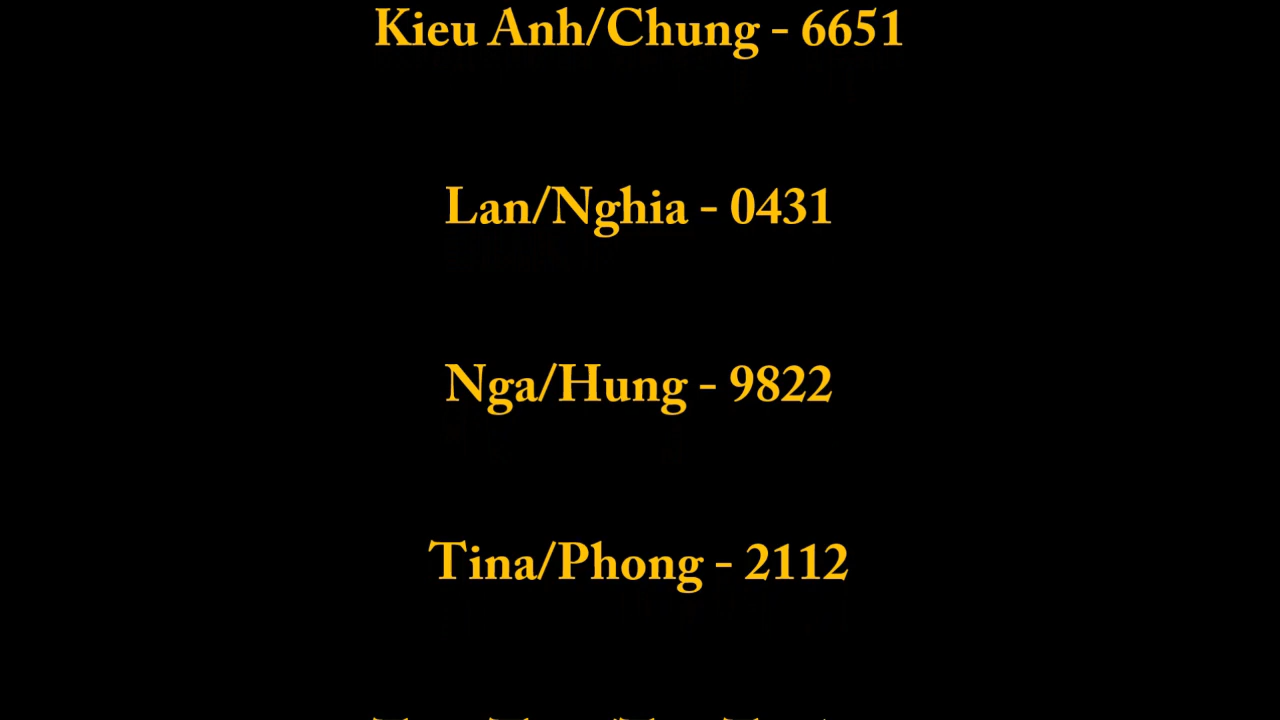 Kieu Anh/Chung - 6651
Lan/Nghia - 0431
Nga/Hung - 9822
Tina/Phong - 2112